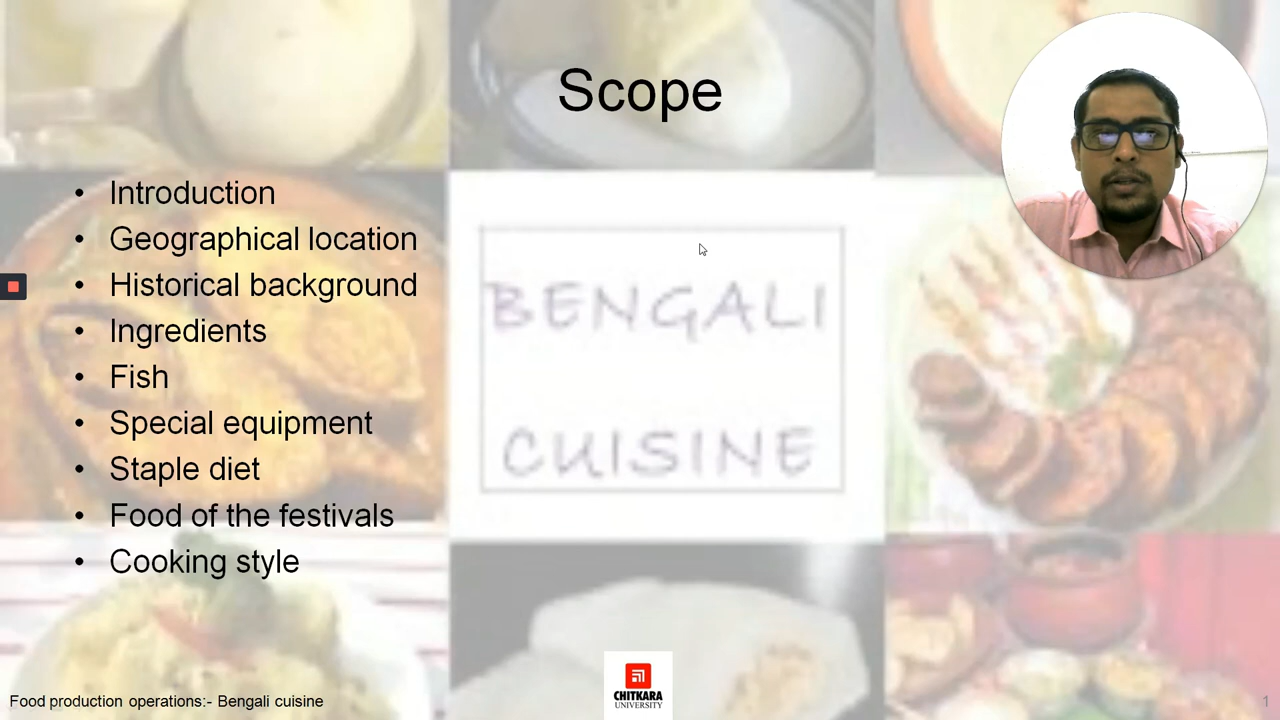 Scope
• Introduction
• Geographical location
• Historical background
• Ingredients
• Fish
• Special equipment
• Staple diet
• Food of the festivals
• Cooking style
BENGALI
CUISINE
CHITKARA
UNIVERSITY
Food production operations:- Bengali cuisine
1